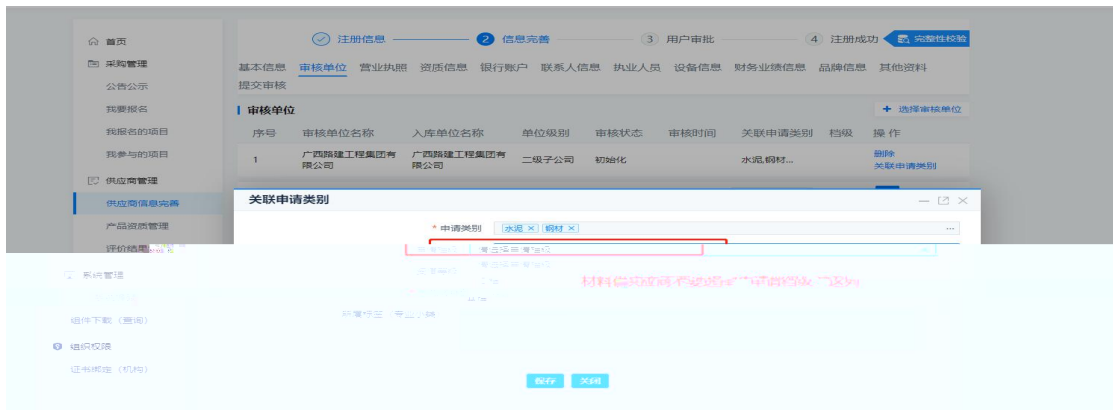 首页
采购管理
公告公示
我要报名
我报名的项目
我参与的项目
供应商管理
供应商信息完善
产品资质管理
评价结果
系统管理
组件下载（查询）
组织权限
证书绑定（机构）
注册信息 2 信息完善 3 用户审批 4 注册成功 完整性校验
基本信息 审核单位 营业执照 资质信息 银行账户 联系人信息 执业人员 设备信息 财务业绩信息 品牌信息 其他资料
提交审核
审核单位 + 选择审核单位
序号 审核单位名称 入库单位名称 单位级别 审核状态 审核时间 关联申请类别 档级 操作
1 广西路建工程集团有限公司 广西路建工程集团有限公司 二级子公司 初始化 水泥,钢材... 删除
关联申请类别
关联申请类别
* 申请类别 水泥 × 钢材 × ...
材料供应商不要选择
保存 关闭